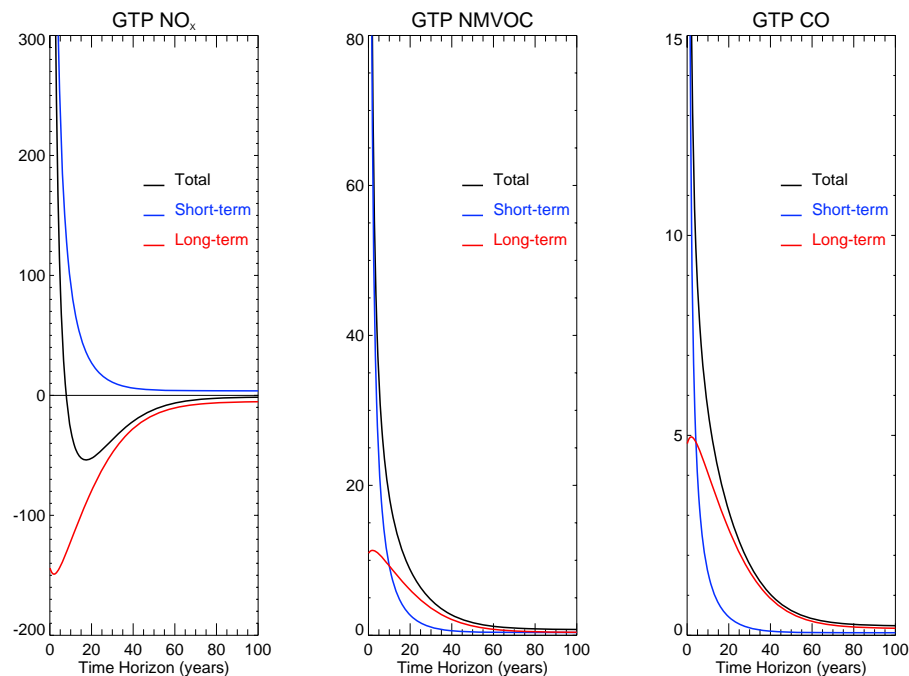 GTP NOx
300
200
100
0
-100
-200
0 20 40 60 80 100
Time Horizon (years)
Total
Short-term
Long-term
GTP NMVOC
80
60
40
20
0
0 20 40 60 80 100
Time Horizon (years)
Total
Short-term
Long-term
GTP CO
15
10
5
0
0 20 40 60 80 100
Time Horizon (years)
Total
Short-term
Long-term